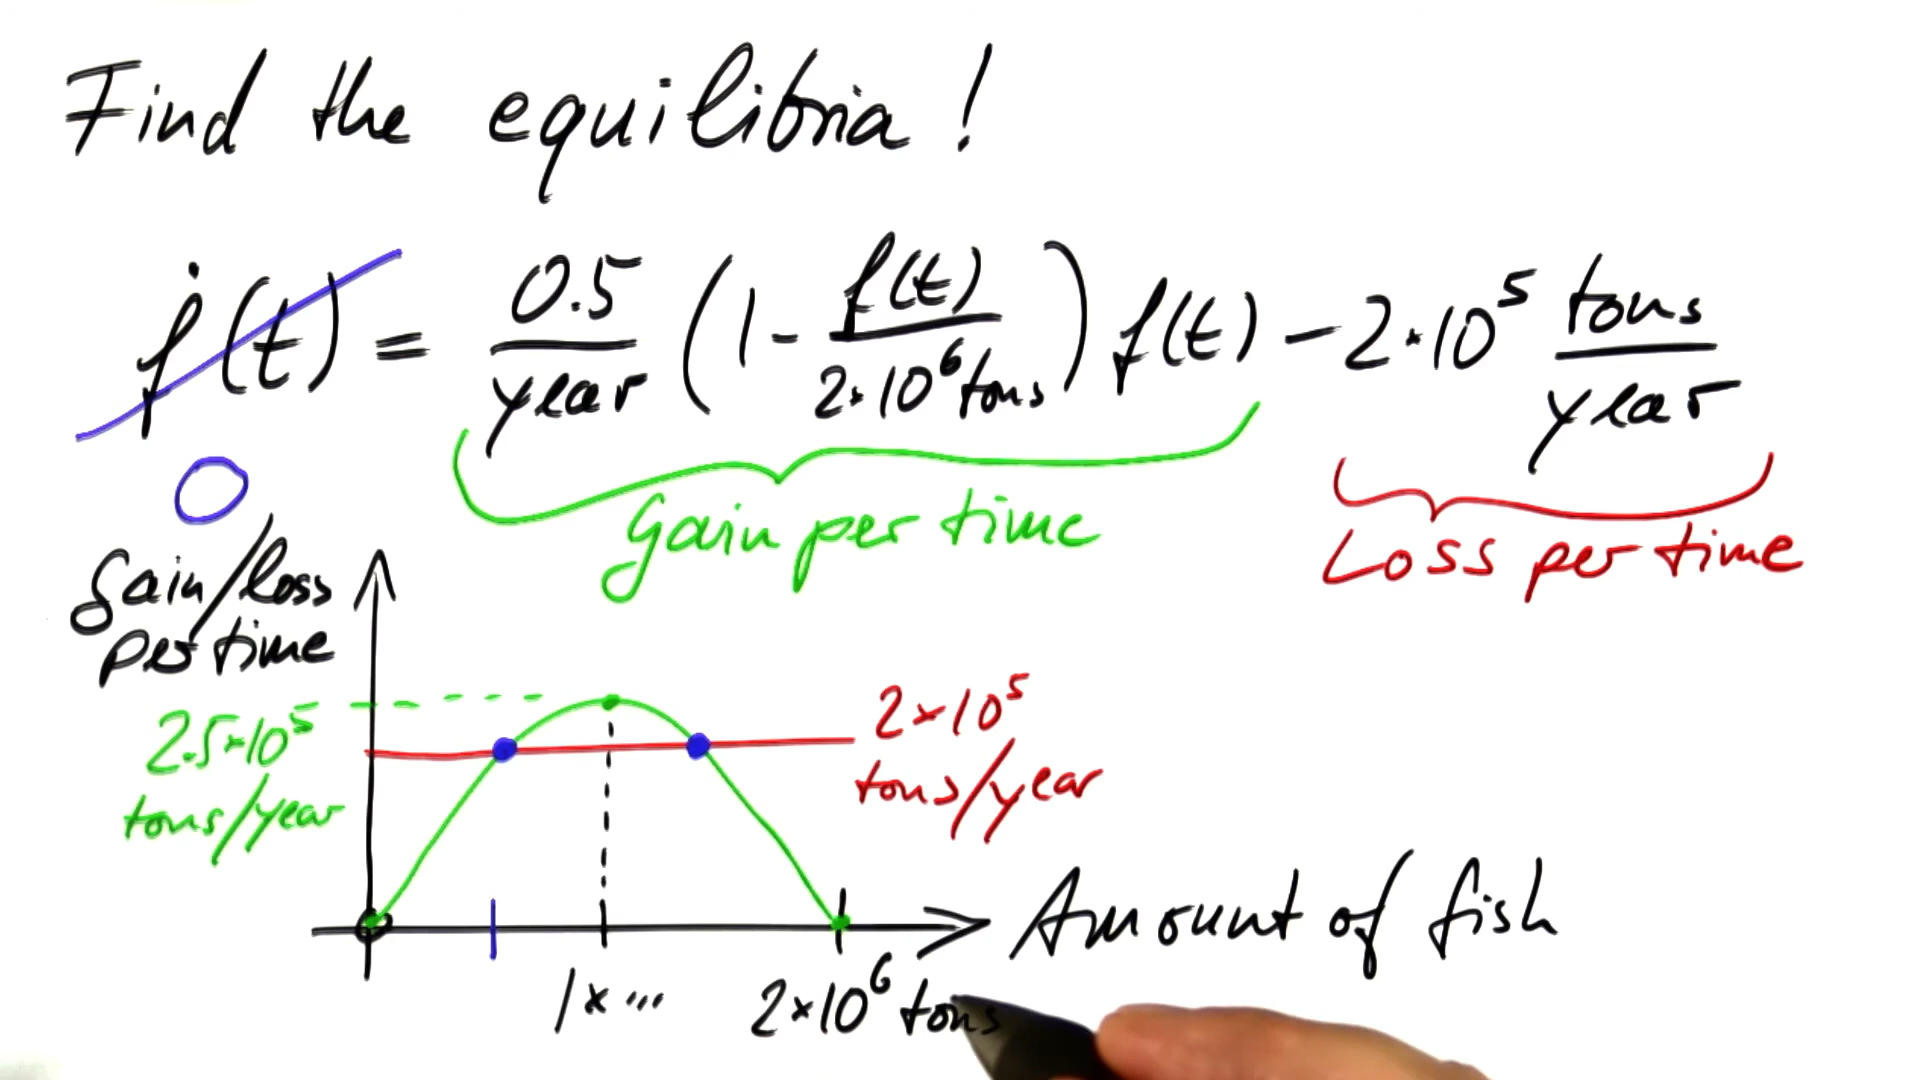 Find the equilibria!
ḟ(t) = 0.5/year (1 - f(t)/2·10⁶tons) f(t) - 2·10⁵ tons/year
0
gain per time
Loss per time
gain/loss
per time
2.5×10⁵
tons/year
2×10⁵
tons/year
Amount of fish
1×...
2×10⁶ tons